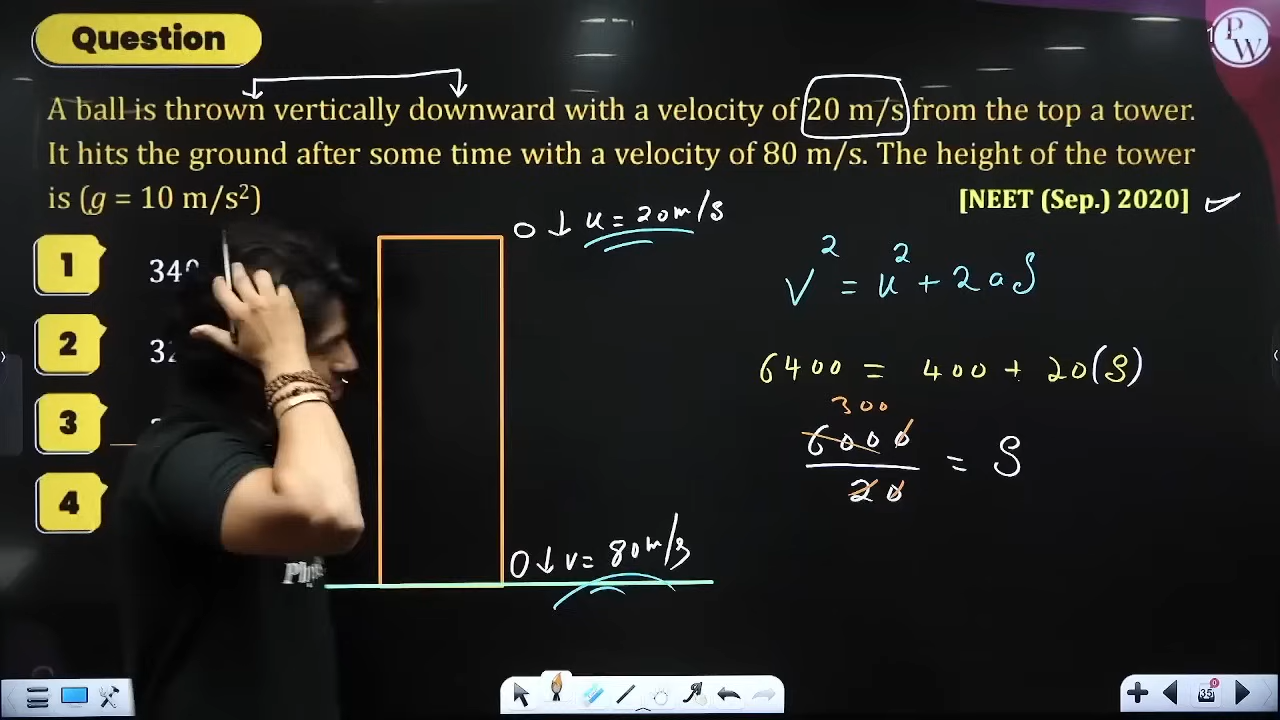 Question
PW
A ball is thrown vertically downward with a velocity of 20 m/s from the top a tower.
It hits the ground after some time with a velocity of 80 m/s. The height of the tower
is (g = 10 m/s²)
[NEET (Sep.) 2020]
1
2
3
4
O ↓ u = 20m/s
v² = u² + 2as
6400 = 400 + 20(S)
300
6000
20
= S
O ↓ v = 80m/s
35